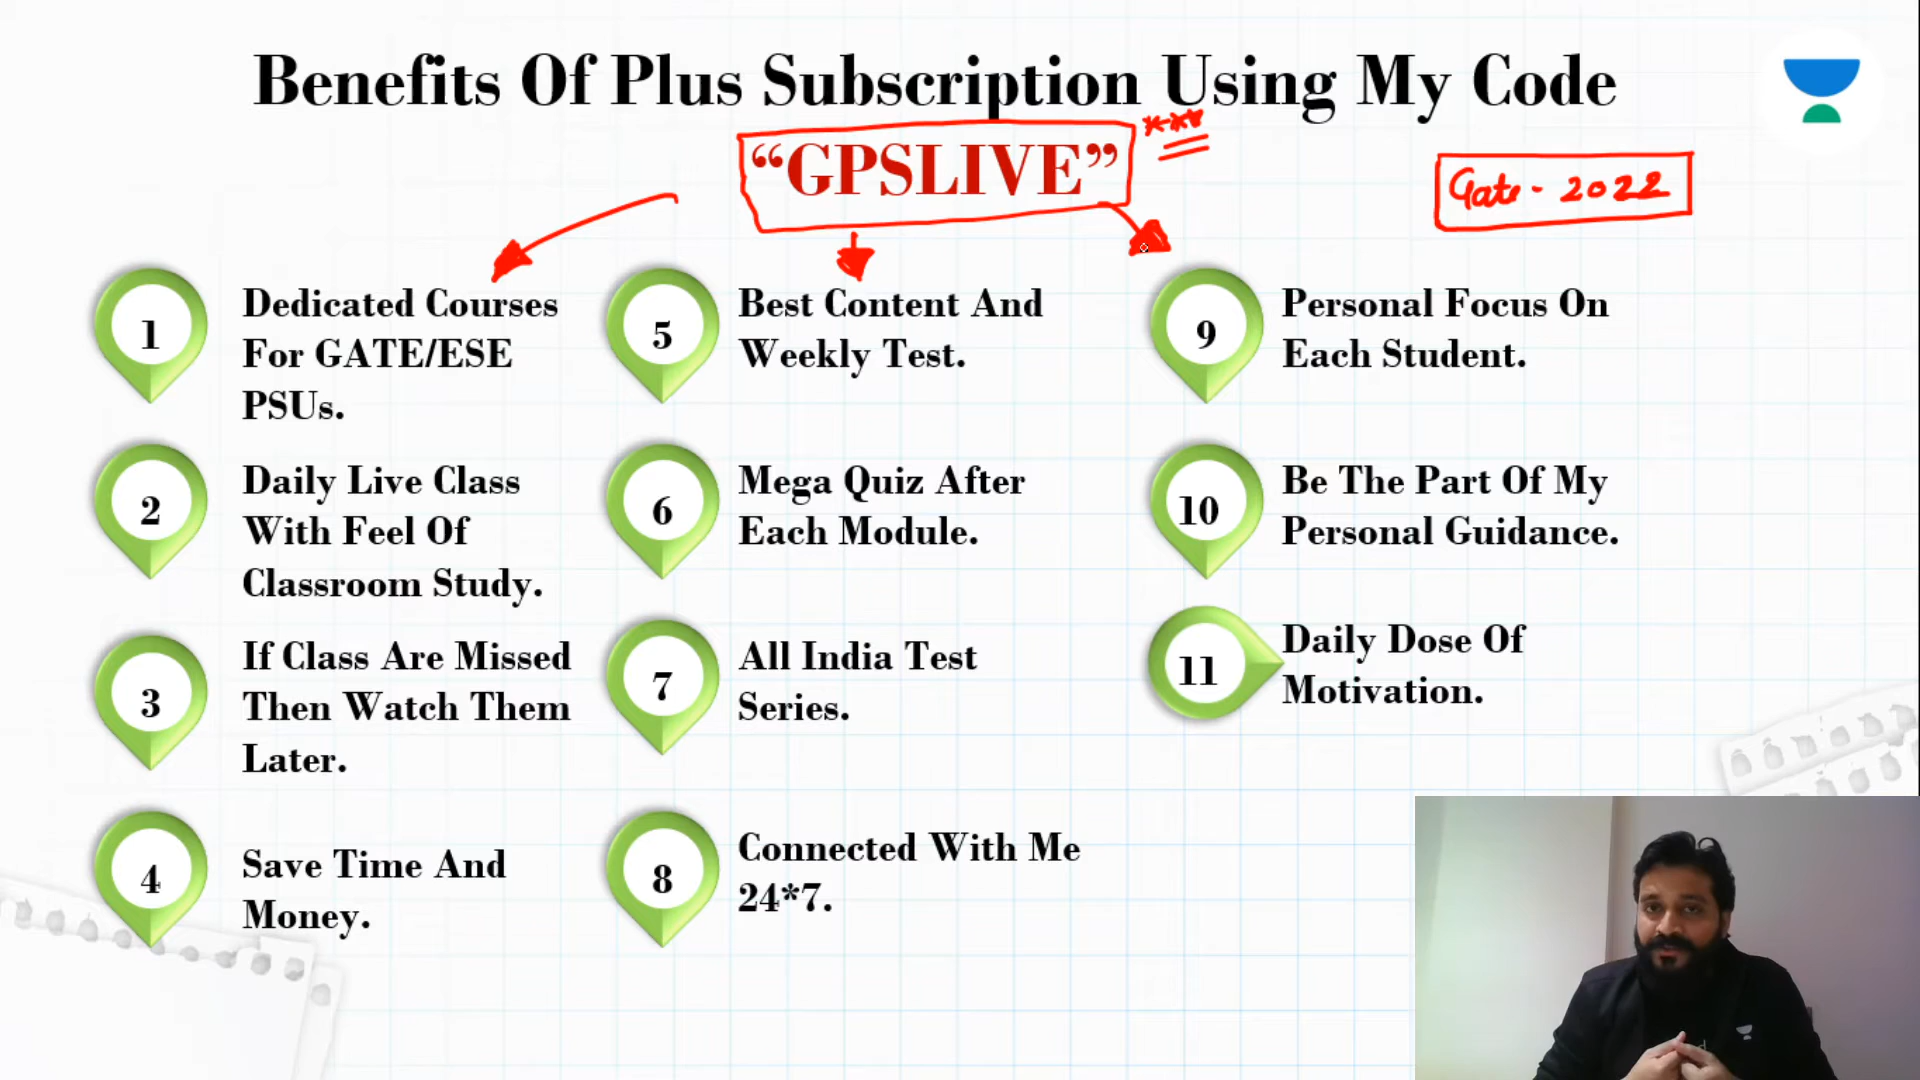 Benefits Of Plus Subscription Using My Code
“GPSLIVE”
***
Gate - 2022
1
Dedicated Courses
For GATE/ESE
PSUs.
2
Daily Live Class
With Feel Of
Classroom Study.
3
If Class Are Missed
Then Watch Them
Later.
4
Save Time And
Money.
5
Best Content And
Weekly Test.
6
Mega Quiz After
Each Module.
7
All India Test
Series.
8
Connected With Me
24*7.
9
Personal Focus On
Each Student.
10
Be The Part Of My
Personal Guidance.
11
Daily Dose Of
Motivation.